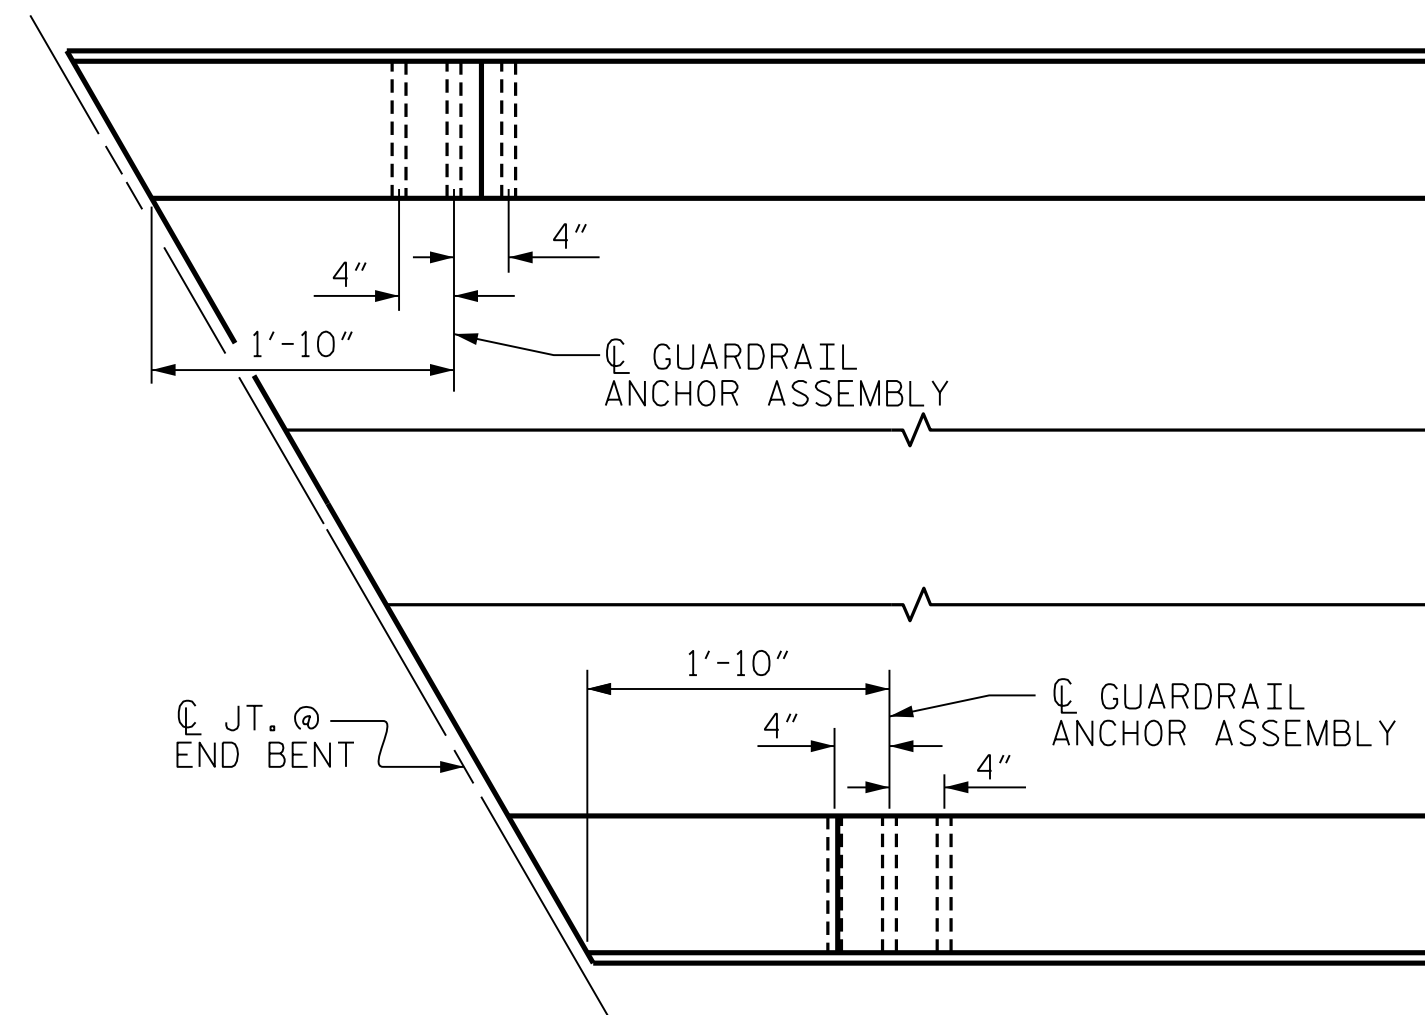 4"
4"
1'-10"
℄ GUARDRAIL
ANCHOR ASSEMBLY
1'-10"
℄ GUARDRAIL
ANCHOR ASSEMBLY
4"
4"
℄ JT. @
END BENT